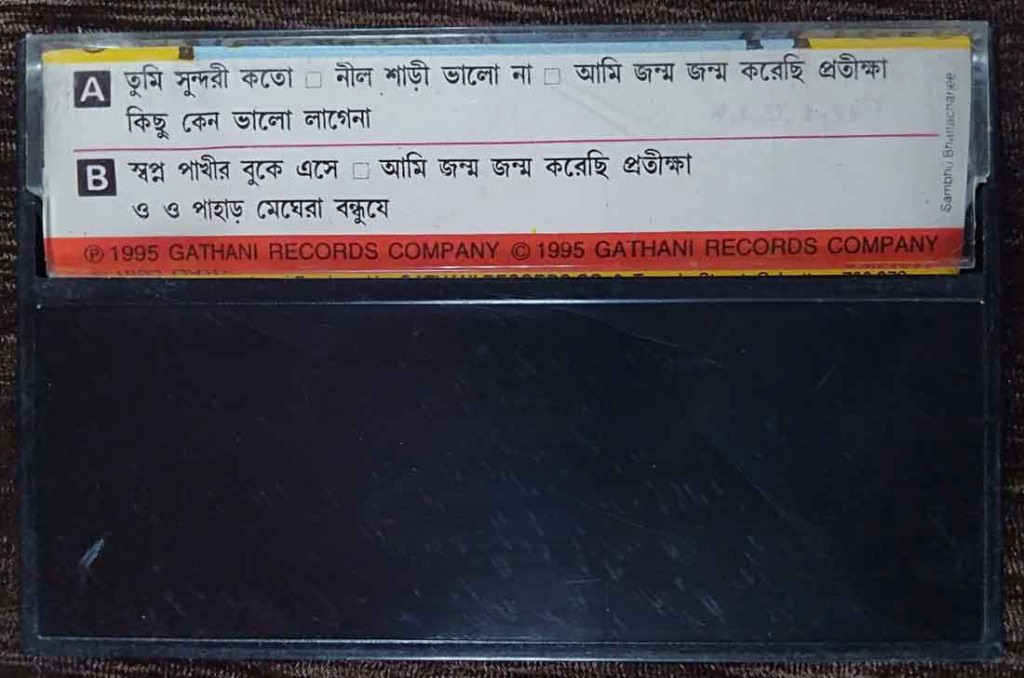 A তুমি সুন্দরী কতো □ নীল শাড়ী ভালো না □ আমি জন্ম জন্ম করেছি প্রতীক্ষা
কিছু কেন ভালো লাগেনা
B স্বপ্ন পাখীর বুকে এসে □ আমি জন্ম জন্ম করেছি প্রতীক্ষা
ও ও পাহাড় মেঘেরা বন্ধুযে
℗ 1995 GATHANI RECORDS COMPANY © 1995 GATHANI RECORDS COMPANY
Sambhu Bhattacharjee